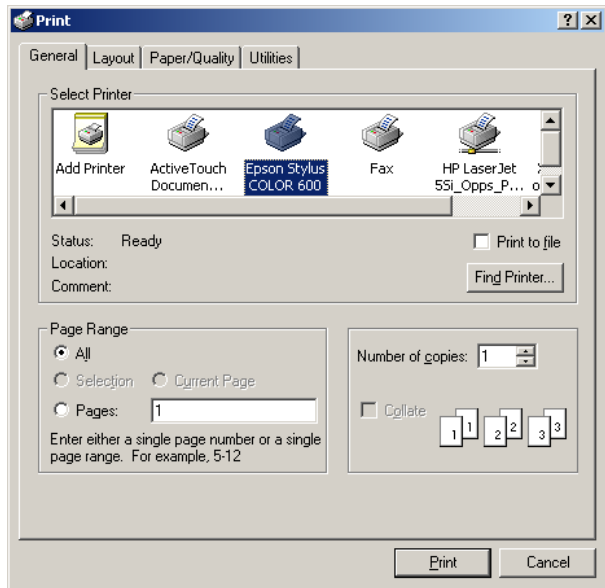 Print
General Layout Paper/Quality Utilities
Select Printer
Add Printer
ActiveTouch
Documen...
Epson Stylus
COLOR 600
Fax
HP LaserJet
5Si_Opps_P...
Status: Ready
Print to file
Location:
Comment:
Find Printer...
Page Range
All
Selection Current Page
Pages: 1
Enter either a single page number or a single
page range. For example, 5-12
Number of copies: 1
Collate
1 1 2 2 3 3
Print Cancel